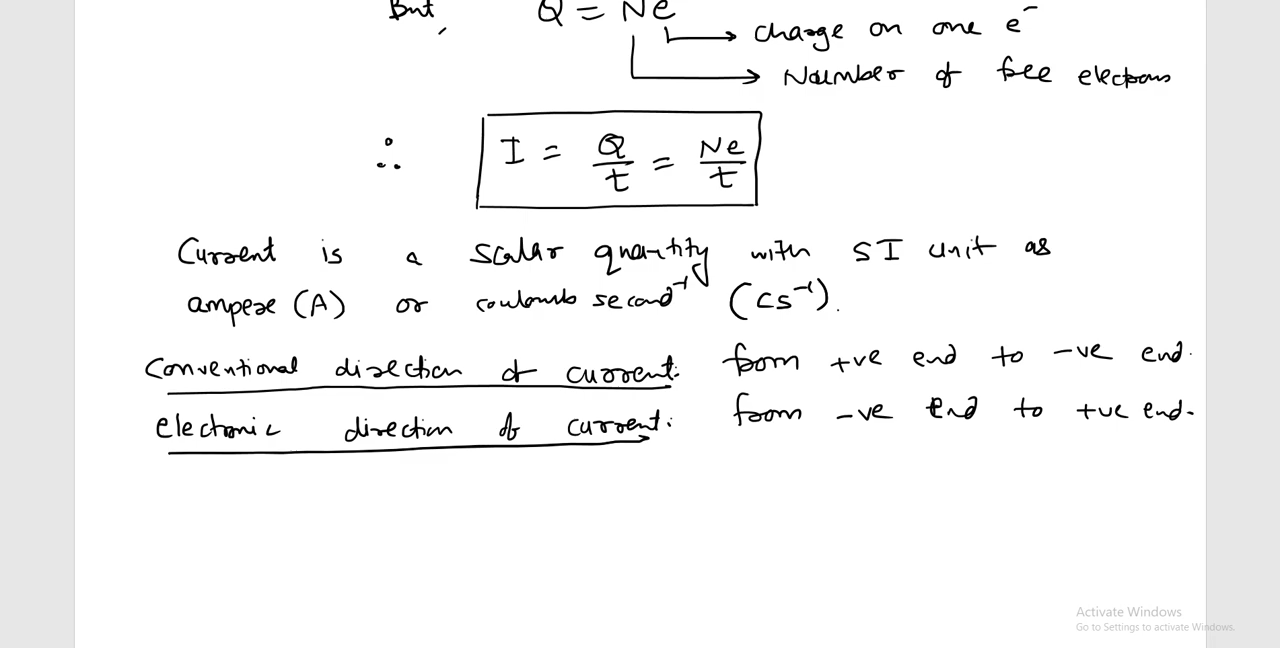 But, Q = Ne
charge on one e⁻
Number of free electrons
∴ I = Q/t = Ne/t
Current is a scalar quantity with SI unit as
ampere (A) or coulomb second⁻¹ (Cs⁻¹).
Conventional direction of current: from +ve end to -ve end.
electronic direction of current: from -ve end to +ve end.
Activate Windows
Go to Settings to activate Windows.